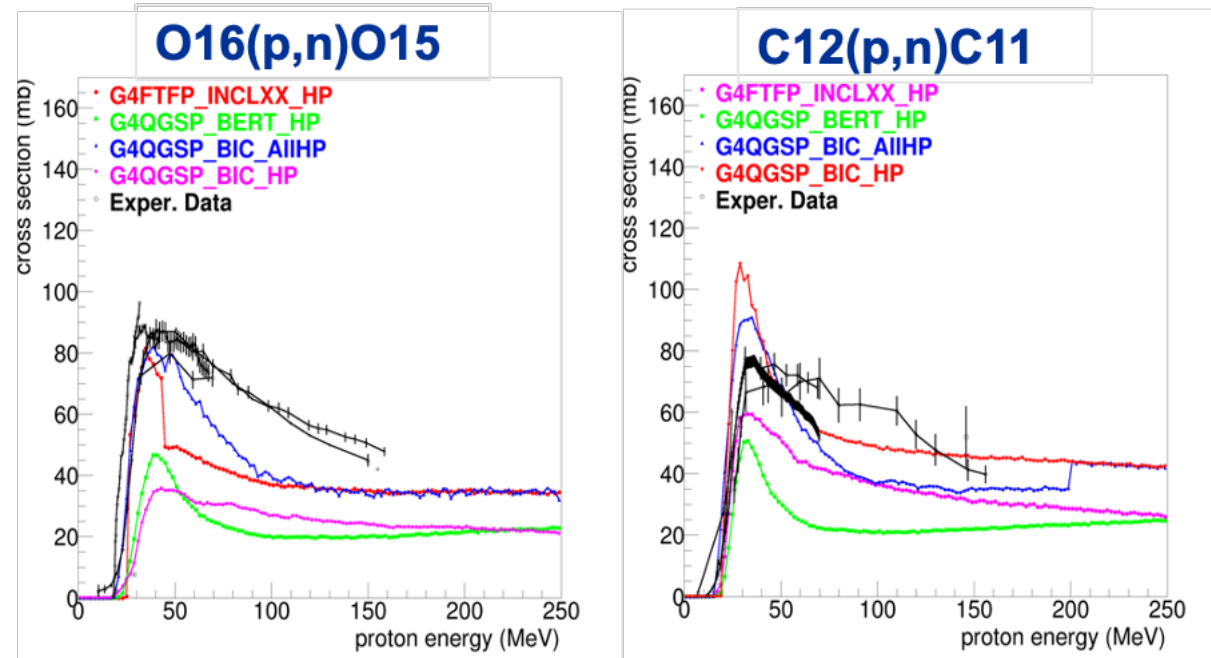 O16(p,n)O15
G4FTFP_INCLXX_HP
G4QGSP_BERT_HP
G4QGSP_BIC_AllHP
G4QGSP_BIC_HP
Exper. Data
cross section (mb)
160
140
120
100
80
60
40
20
0
0 50 100 150 200 250
proton energy (MeV)
C12(p,n)C11
G4FTFP_INCLXX_HP
G4QGSP_BERT_HP
G4QGSP_BIC_AllHP
G4QGSP_BIC_HP
Exper. Data
cross section (mb)
160
140
120
100
80
60
40
20
0
0 50 100 150 200 250
proton energy (MeV)